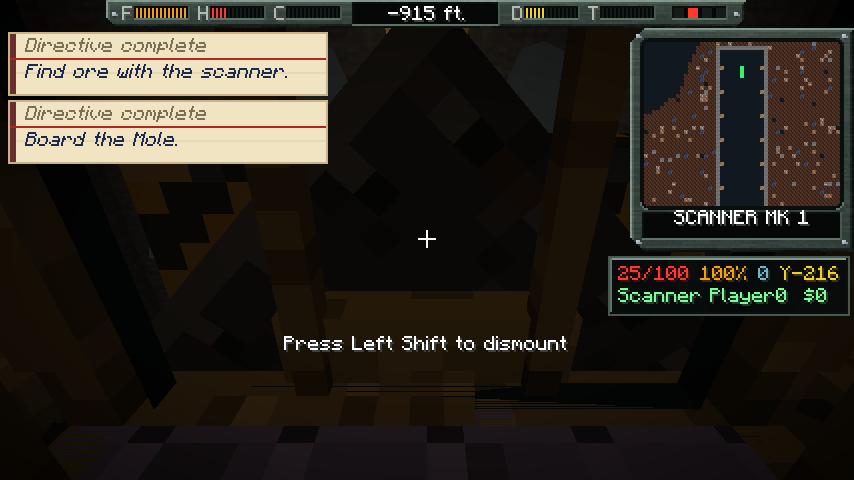 F H C -915 ft. D T
Directive complete
Find ore with the scanner.
Directive complete
Board the Mole.
SCANNER MK 1
25/100 100% 0 Y-216
Scanner Player0 $0
Press Left Shift to dismount